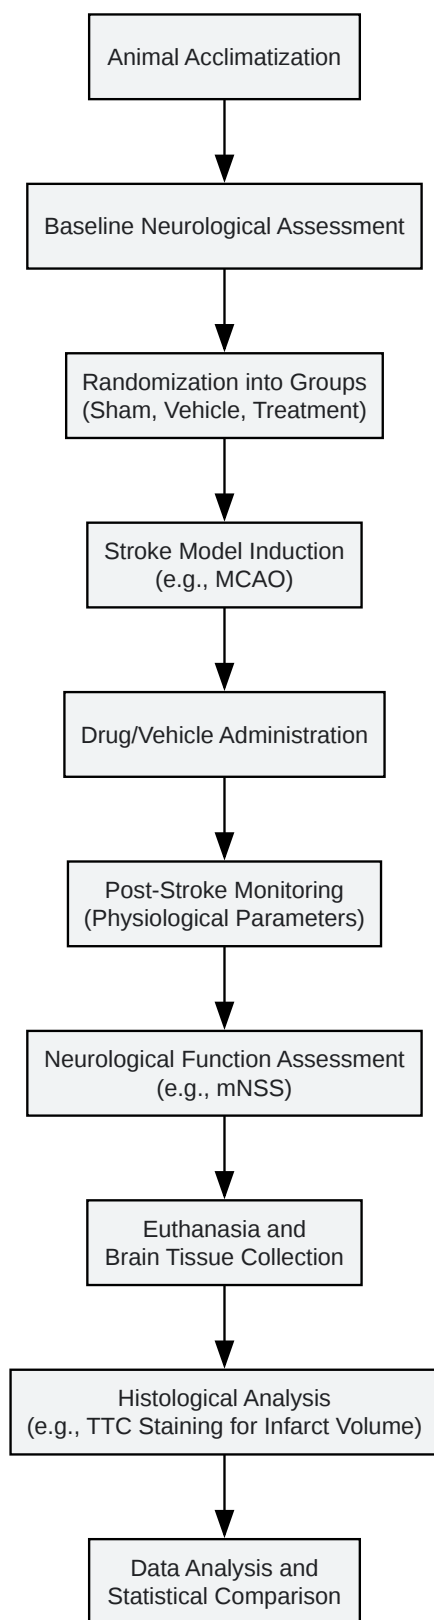 Animal Acclimatization
Baseline Neurological Assessment
Randomization into Groups
(Sham, Vehicle, Treatment)
Stroke Model Induction
(e.g., MCAO)
Drug/Vehicle Administration
Post-Stroke Monitoring
(Physiological Parameters)
Neurological Function Assessment
(e.g., mNSS)
Euthanasia and
Brain Tissue Collection
Histological Analysis
(e.g., TTC Staining for Infarct Volume)
Data Analysis and
Statistical Comparison